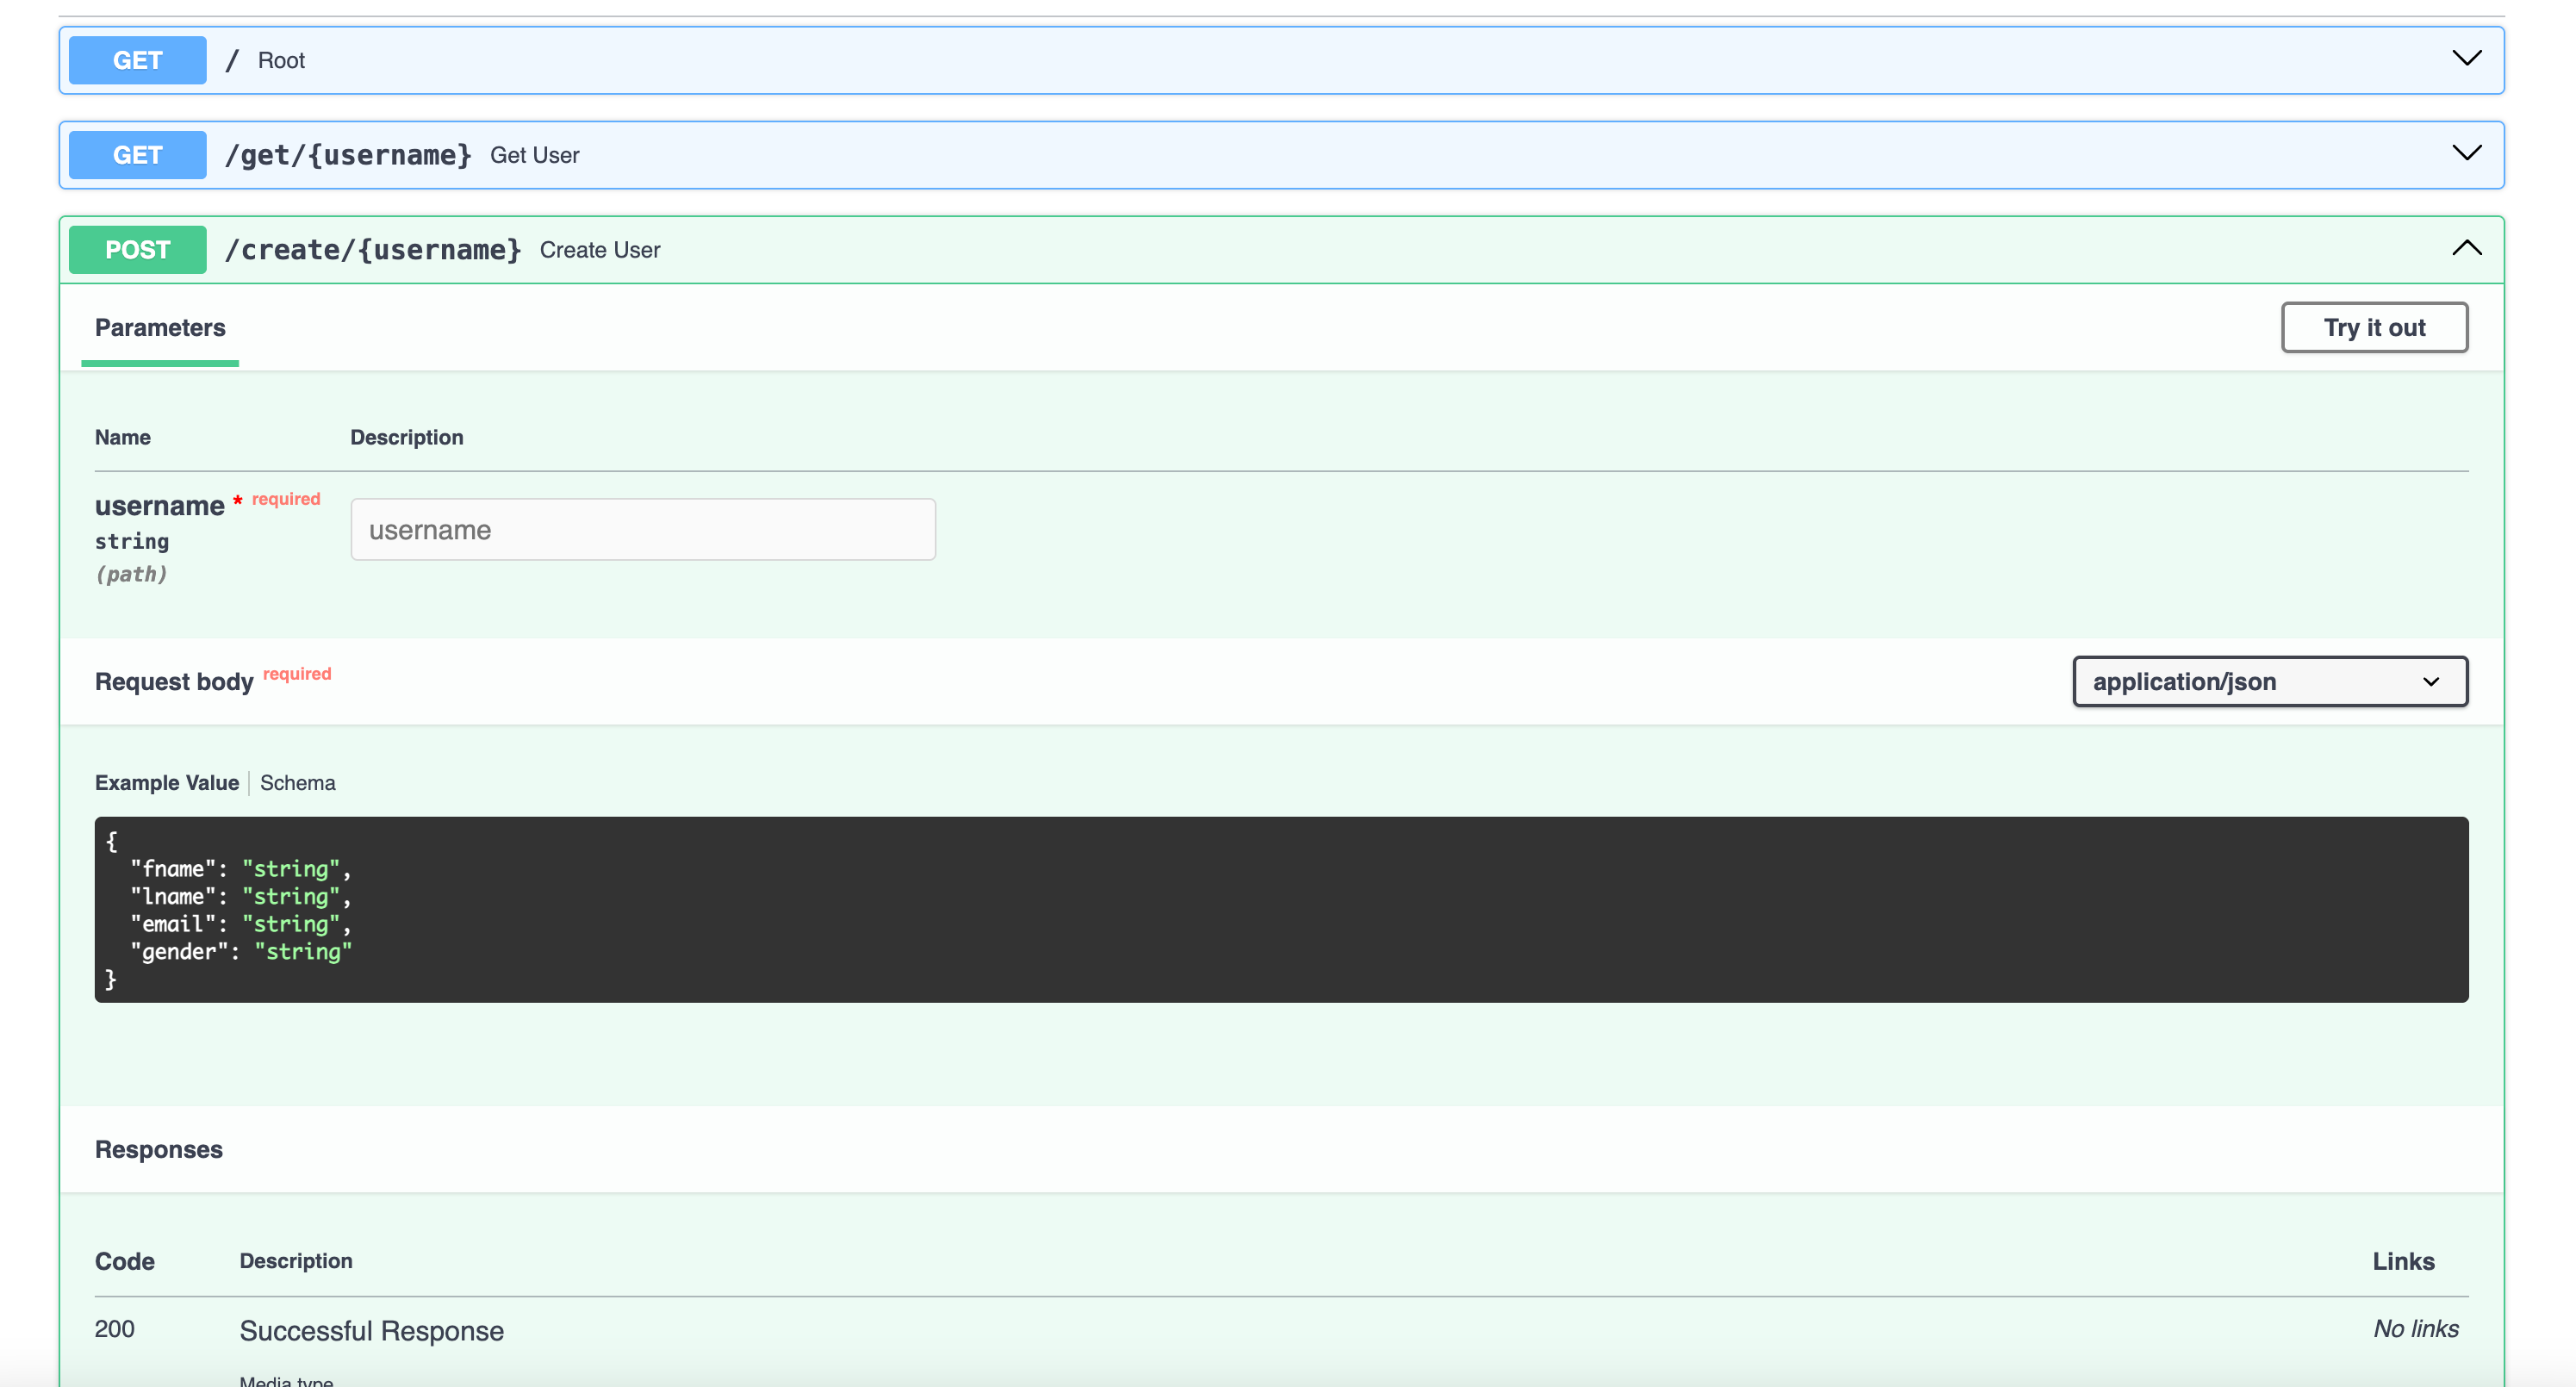 GET / Root
GET /get/{username} Get User
POST /create/{username} Create User
Parameters Try it out
Name Description
username * required username
string
(path)
Request body required application/json
Example Value Schema
{
"fname": "string",
"lname": "string",
"email": "string",
"gender": "string"
}
Responses
Code Description Links
200 Successful Response No links
Media type